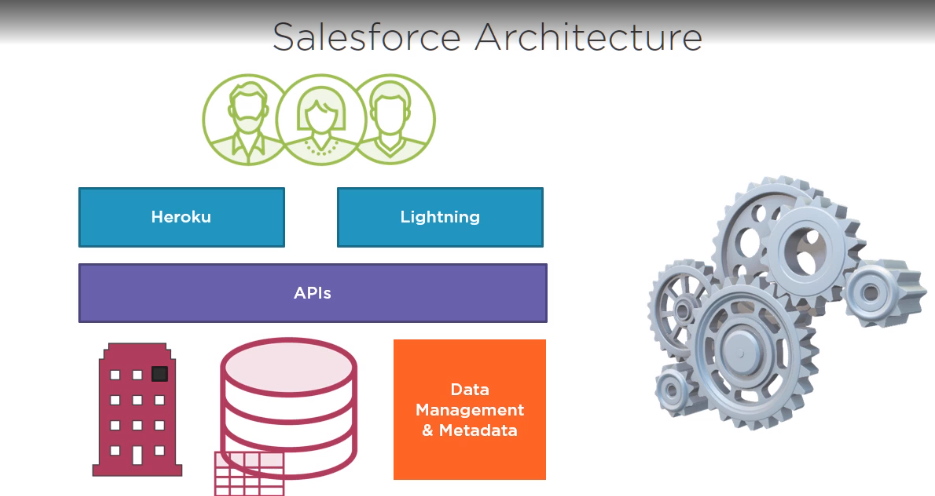 Salesforce Architecture
Heroku
Lightning
APIs
Data
Management
& Metadata